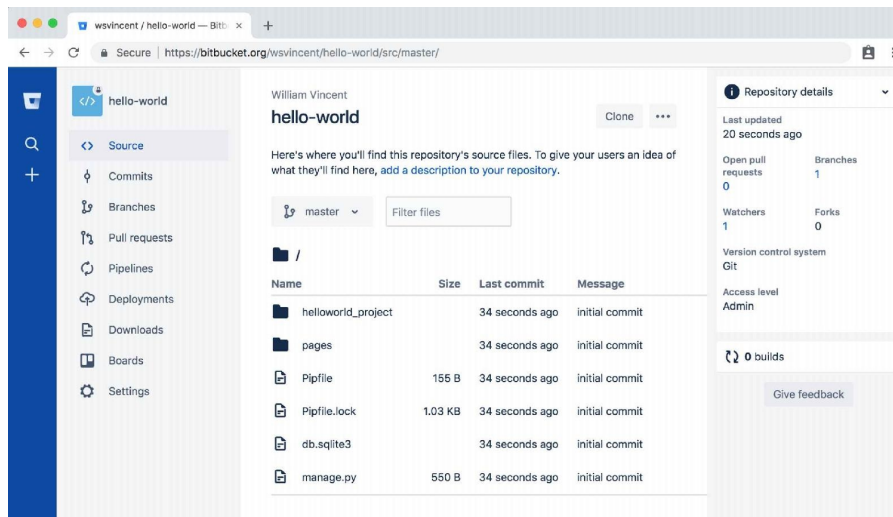 wsvincent / hello-world — Bitb
Secure | https://bitbucket.org/wsvincent/hello-world/src/master/
hello-world
Source
Commits
Branches
Pull requests
Pipelines
Deployments
Downloads
Boards
Settings
William Vincent
hello-world
Clone
Here's where you'll find this repository's source files. To give your users an idea of
what they'll find here, add a description to your repository.
master
Filter files
/
Name Size Last commit Message
helloworld_project 34 seconds ago initial commit
pages 34 seconds ago initial commit
Pipfile 155 B 34 seconds ago initial commit
Pipfile.lock 1.03 KB 34 seconds ago initial commit
db.sqlite3 34 seconds ago initial commit
manage.py 550 B 34 seconds ago initial commit
Repository details
Last updated
20 seconds ago
Open pull Branches
requests 1
0
Watchers Forks
1 0
Version control system
Git
Access level
Admin
0 builds
Give feedback